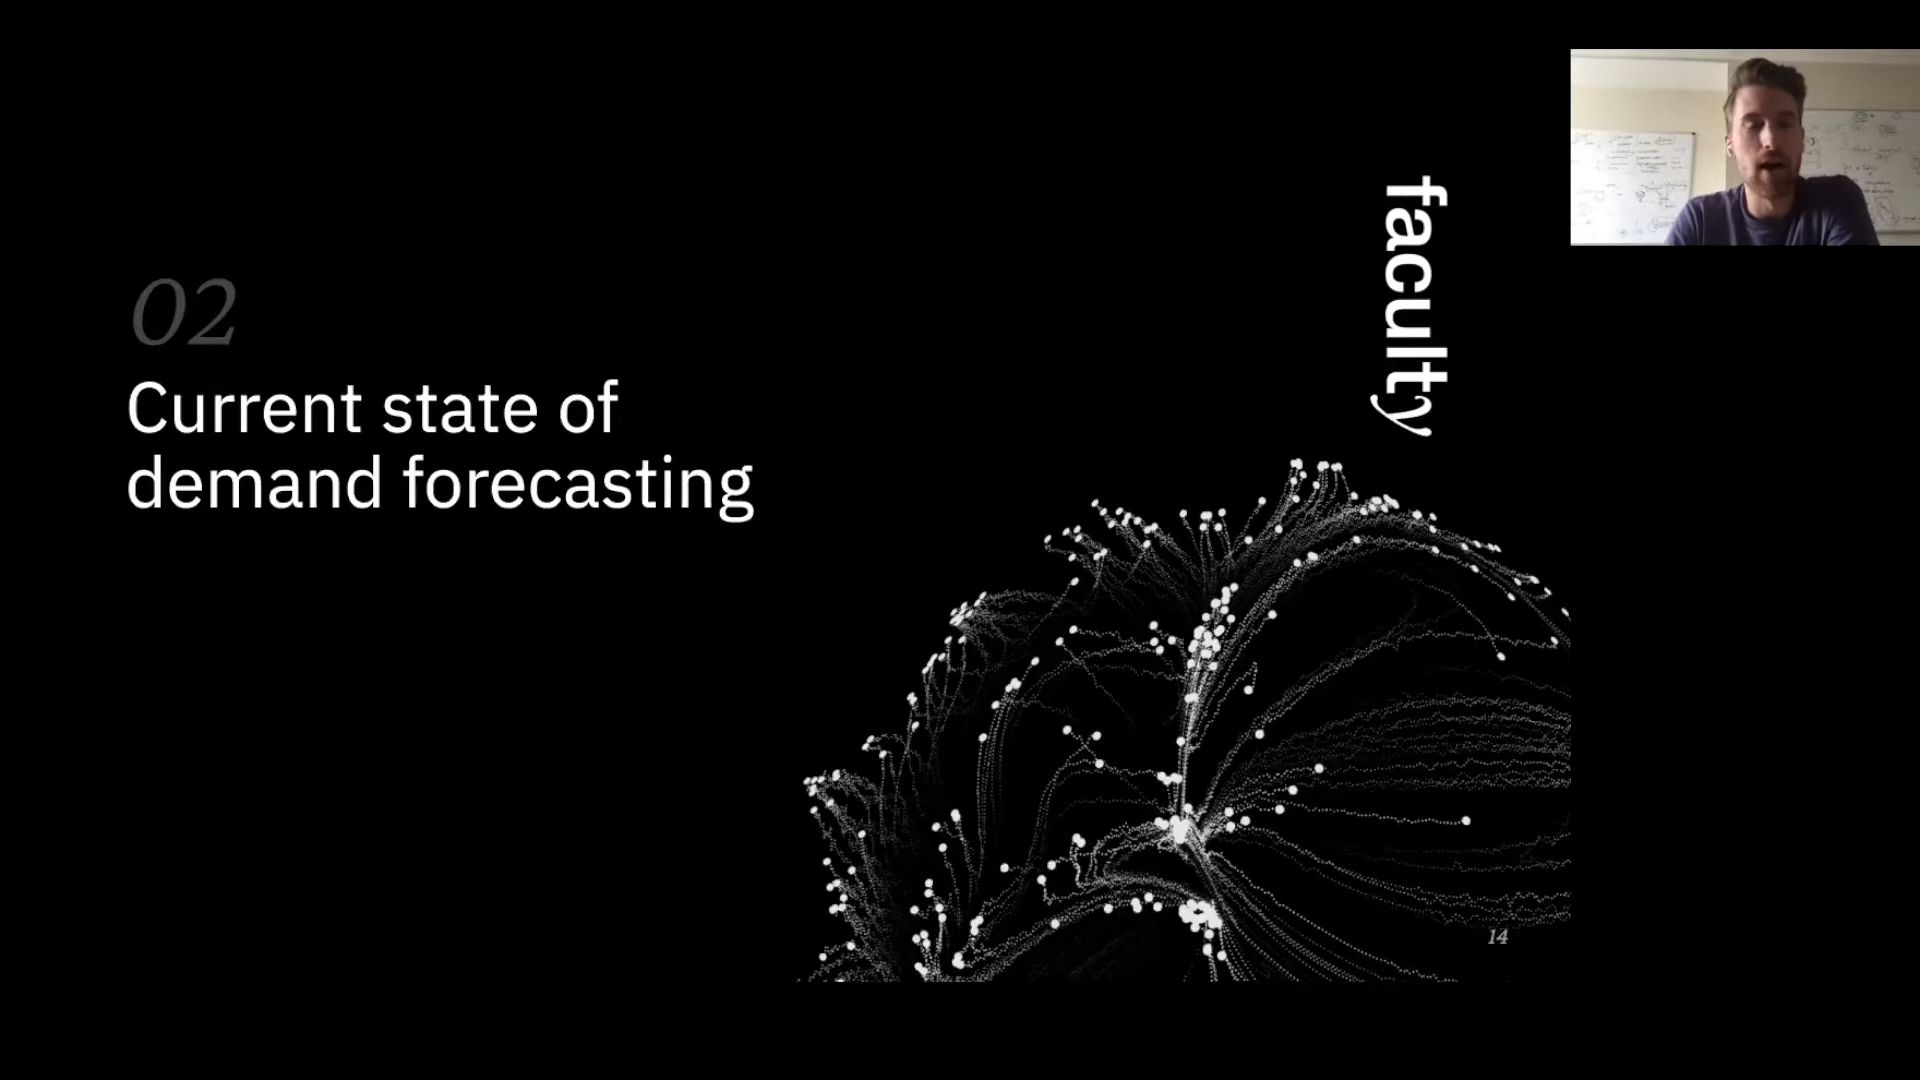 02
Current state of
demand forecasting
faculty
14